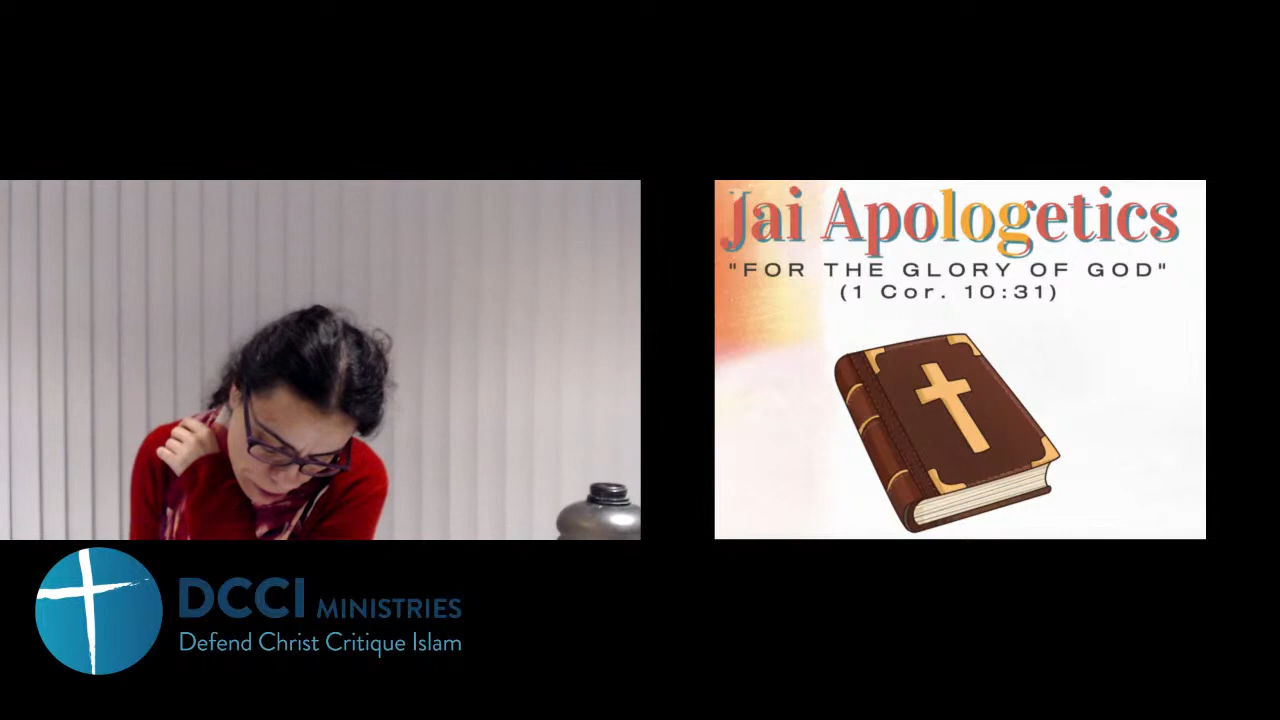 Jai Apologetics
"FOR THE GLORY OF GOD"
(1 Cor. 10:31)
DCCI MINISTRIES
Defend Christ Critique Islam